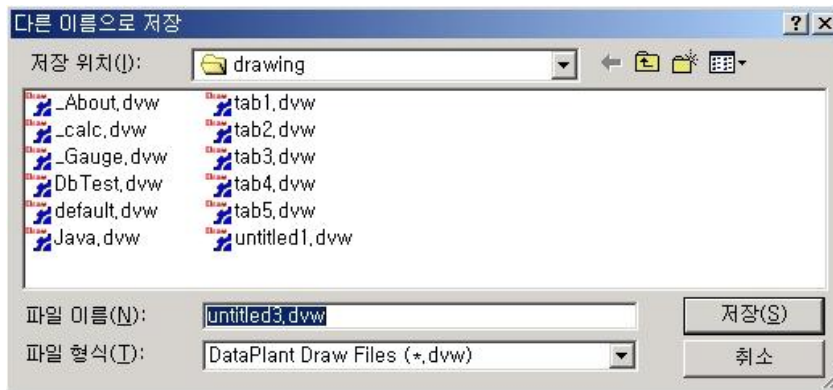 다른 이름으로 저장
저장 위치(I): drawing
_About.dvw tab1.dvw
_calc.dvw tab2.dvw
_Gauge.dvw tab3.dvw
DbTest.dvw tab4.dvw
default.dvw tab5.dvw
Java.dvw untitled1.dvw
파일 이름(N): untitled3.dvw 저장(S)
파일 형식(T): DataPlant Draw Files (*.dvw) 취소